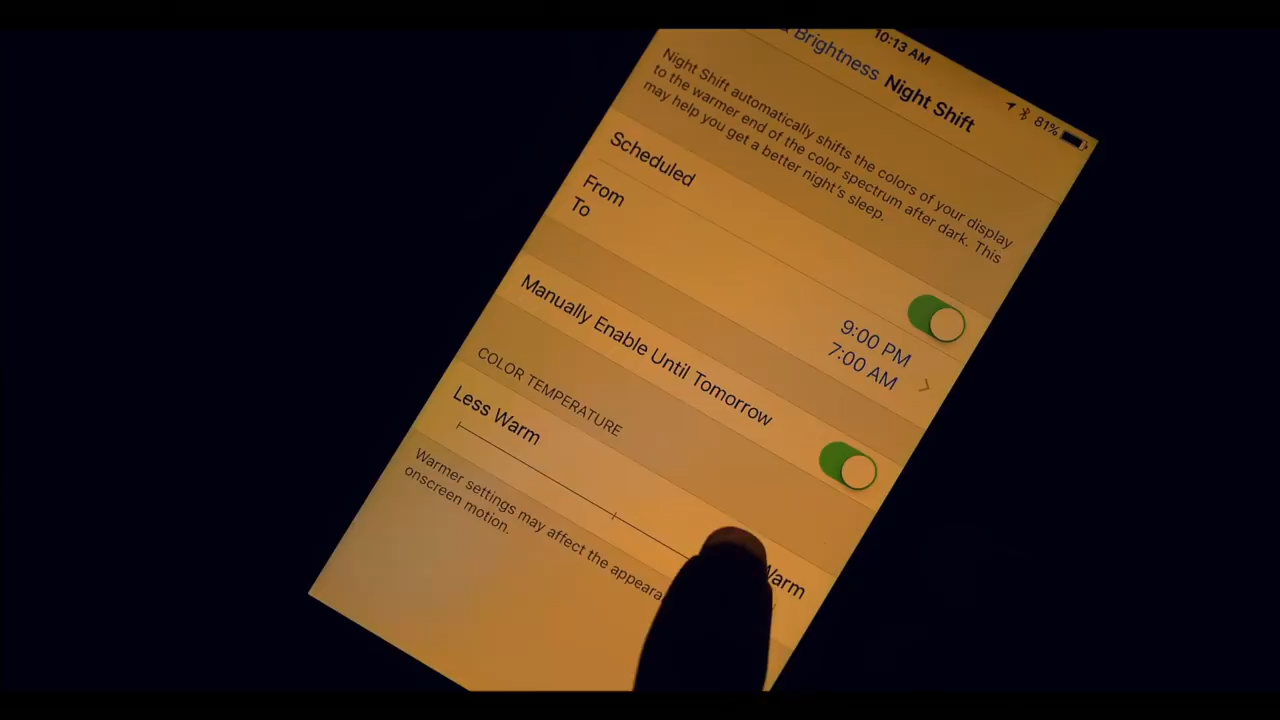 10:13 AM
81%
Brightness
Night Shift
Night Shift automatically shifts the colors of your display
to the warmer end of the color spectrum after dark. This
may help you get a better night's sleep.
Scheduled
From
To
9:00 PM
7:00 AM
Manually Enable Until Tomorrow
COLOR TEMPERATURE
Less Warm
Warm
Warmer settings may affect the appeara
onscreen motion.